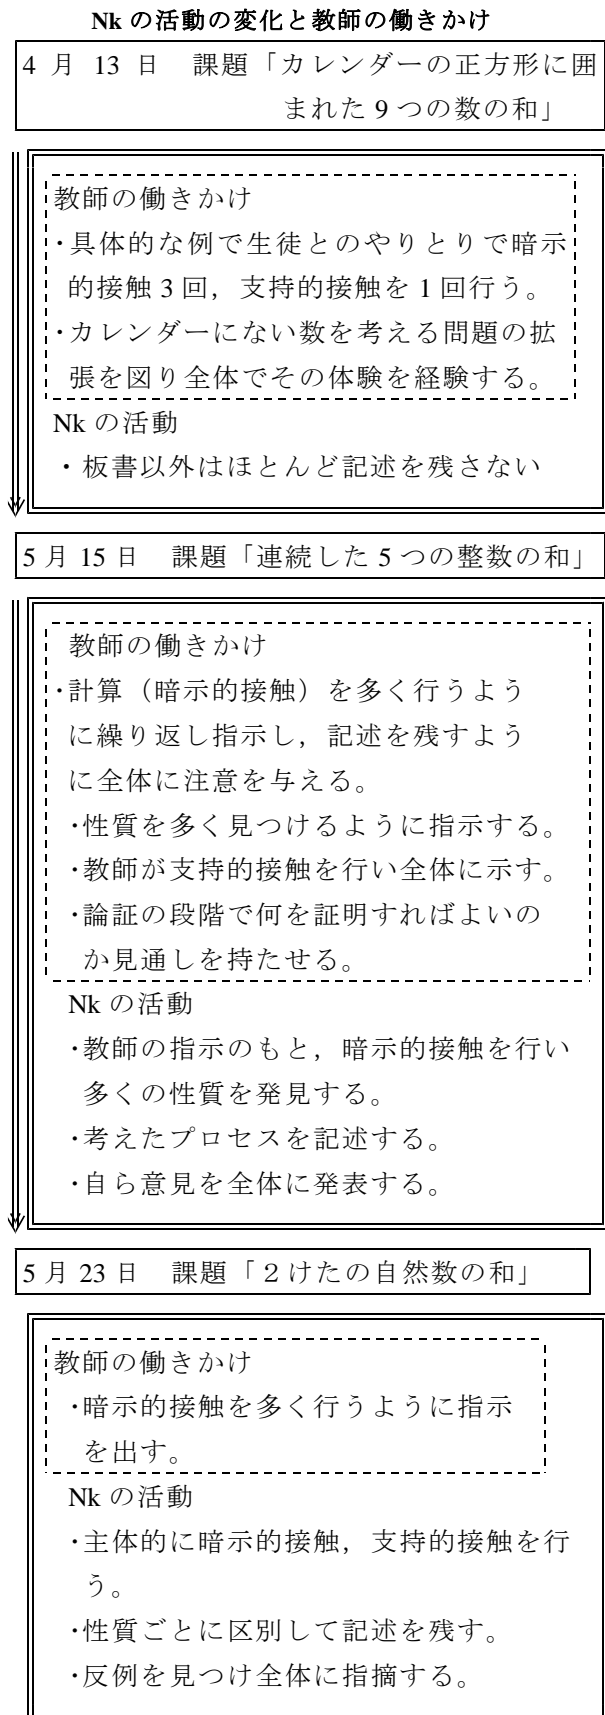 Nk の活動の変化と教師の働きかけ
4 月 13 日　課題「カレンダーの正方形に囲
まれた 9 つの数の和」
教師の働きかけ
･具体的な例で生徒とのやりとりで暗示
的接触 3 回，支持的接触を 1 回行う。
･カレンダーにない数を考える問題の拡
張を図り全体でその体験を経験する。
Nk の活動
・板書以外はほとんど記述を残さない
5 月 15 日　課題「連続した 5 つの整数の和」
教師の働きかけ
･計算（暗示的接触）を多く行うよう
に繰り返し指示し，記述を残すよう
に全体に注意を与える。
･性質を多く見つけるように指示する。
･教師が支持的接触を行い全体に示す。
･論証の段階で何を証明すればよいの
か見通しを持たせる。
Nk の活動
･教師の指示のもと，暗示的接触を行い
多くの性質を発見する。
･考えたプロセスを記述する。
･自ら意見を全体に発表する。
5 月 23 日　課題「２けたの自然数の和」
教師の働きかけ
･暗示的接触を多く行うように指示
を出す。
Nk の活動
･主体的に暗示的接触，支持的接触を行
う。
･性質ごとに区別して記述を残す。
･反例を見つけ全体に指摘する。